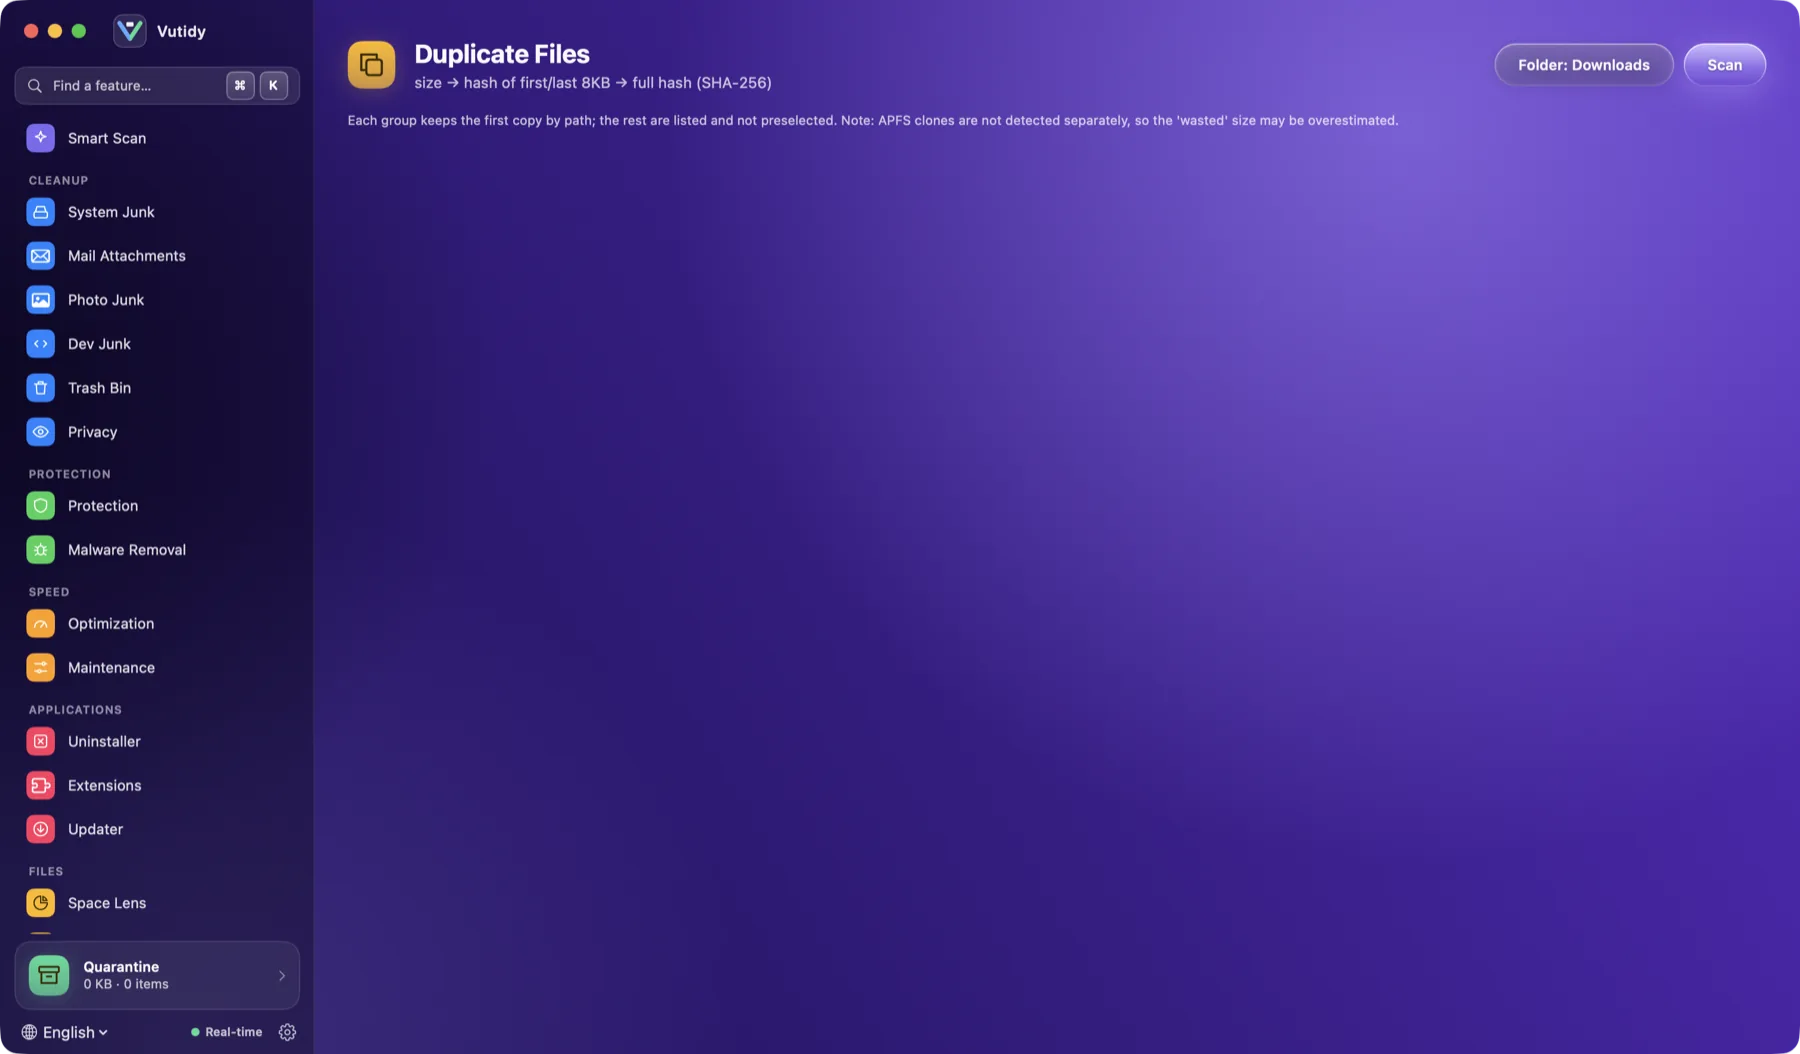 Vutidy
Find a feature... ⌘ K
Smart Scan
CLEANUP
System Junk
Mail Attachments
Photo Junk
Dev Junk
Trash Bin
Privacy
PROTECTION
Protection
Malware Removal
SPEED
Optimization
Maintenance
APPLICATIONS
Uninstaller
Extensions
Updater
FILES
Space Lens
Quarantine
0 KB · 0 items
English
Real-time
Duplicate Files
size → hash of first/last 8KB → full hash (SHA-256)
Folder: Downloads
Scan
Each group keeps the first copy by path; the rest are listed and not preselected. Note: APFS clones are not detected separately, so the 'wasted' size may be overestimated.